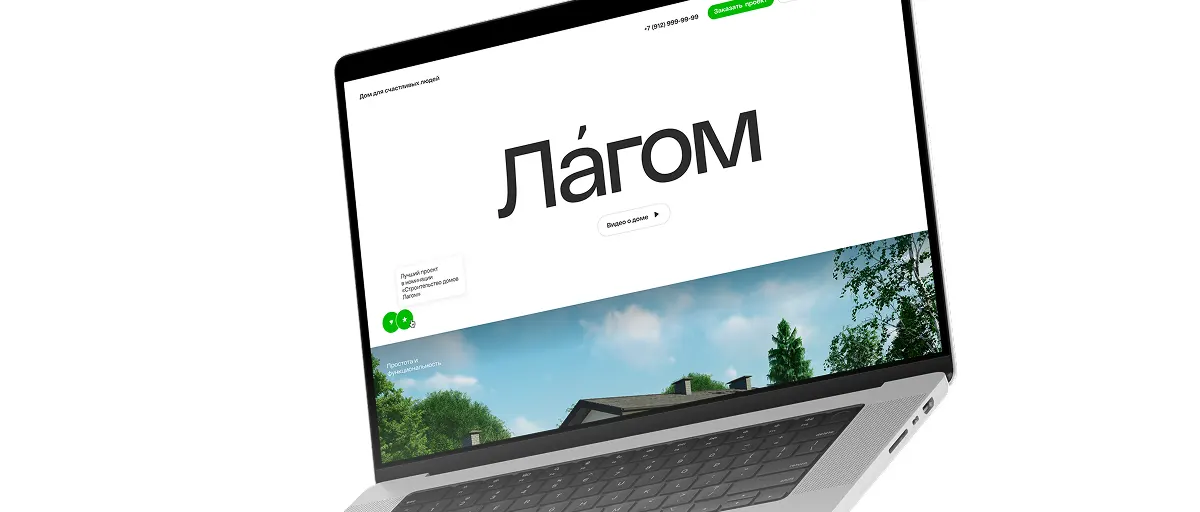 +7 (912) 999-99-99
Заказать проект
Дом для счастливых людей
Ла́гом
Видео о доме
Лучший проект
в номинации
«Строительство домов
Лагом»
Простота и
функциональность